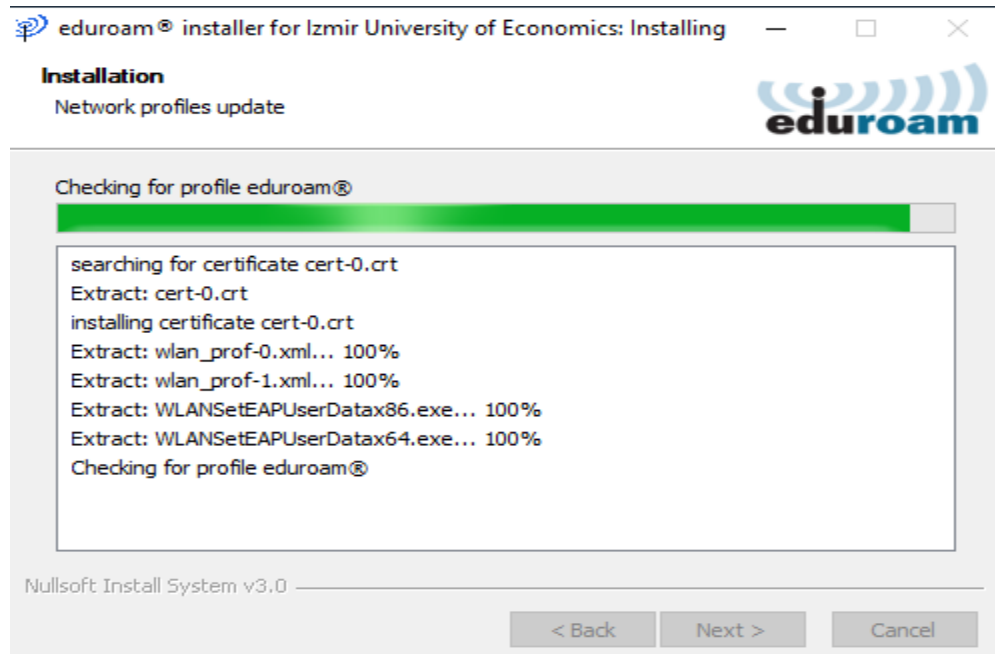 eduroam® installer for Izmir University of Economics: Installing
Installation
Network profiles update
eduroam
Checking for profile eduroam®
searching for certificate cert-0.crt
Extract: cert-0.crt
installing certificate cert-0.crt
Extract: wlan_prof-0.xml... 100%
Extract: wlan_prof-1.xml... 100%
Extract: WLANSetEAPUserDatax86.exe... 100%
Extract: WLANSetEAPUserDatax64.exe... 100%
Checking for profile eduroam®
Nullsoft Install System v3.0
< Back Next > Cancel